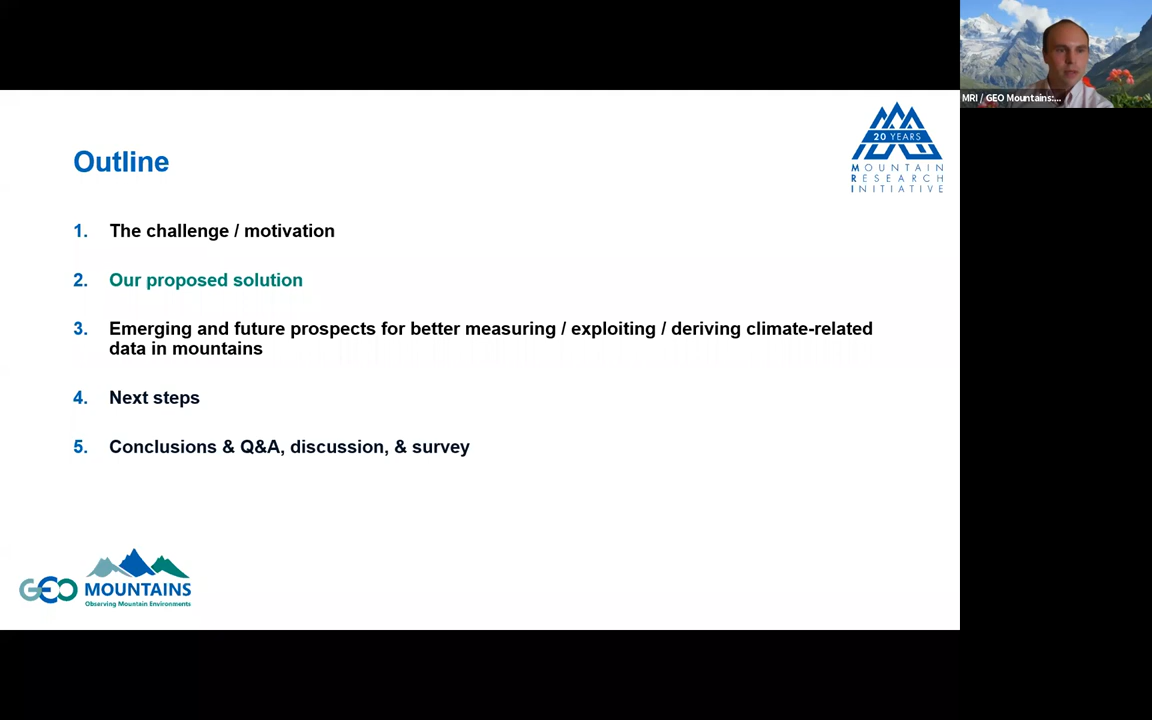 MRI / GEO Mountains:...
20 YEARS
MOUNTAIN
RESEARCH
INITIATIVE
Outline
1. The challenge / motivation
2. Our proposed solution
3. Emerging and future prospects for better measuring / exploiting / deriving climate-related
data in mountains
4. Next steps
5. Conclusions & Q&A, discussion, & survey
GEO MOUNTAINS
Observing Mountain Environments